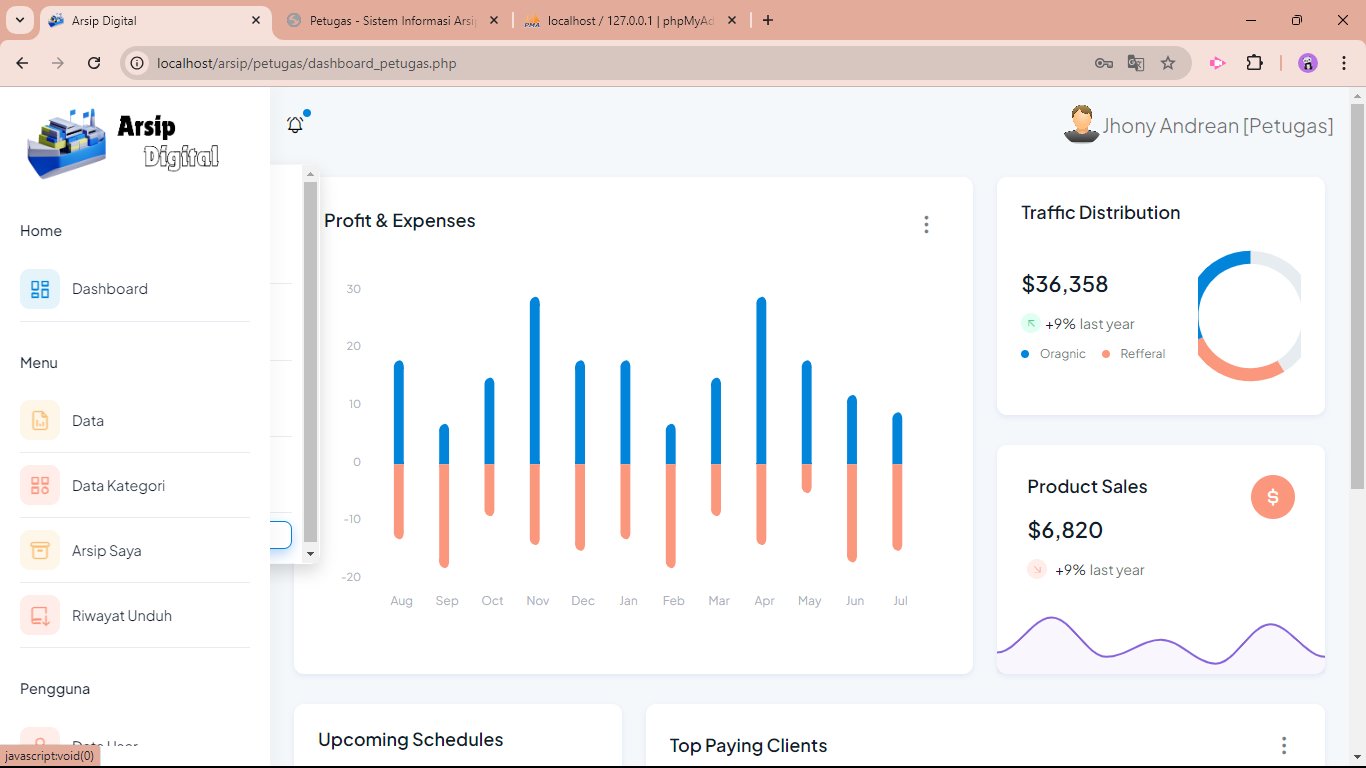 Arsip Digital
Petugas - Sistem Informasi Arsip
localhost / 127.0.0.1 | phpMyAd
localhost/arsip/petugas/dashboard_petugas.php
Arsip
Digital
Jhony Andrean [Petugas]
Home
Dashboard
Menu
Data
Data Kategori
Arsip Saya
Riwayat Unduh
Pengguna
Data User
javascript:void(0)
Profit & Expenses
30
20
10
0
-10
-20
Aug Sep Oct Nov Dec Jan Feb Mar Apr May Jun Jul
Traffic Distribution
$36,358
+9% last year
Oragnic Refferal
Product Sales
$
$6,820
+9% last year
Upcoming Schedules
Top Paying Clients